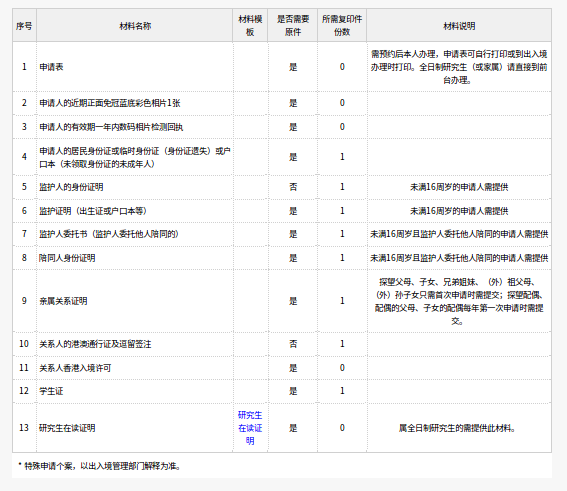 序号 材料名称 材料模板 是否需要原件 所需复印件份数 材料说明
1 申请表 是 0 需预约后本人办理，申请表可自行打印或到出入境
办理时打印。全日制研究生（或家属）请直接到前
台办理。
2 申请人的近期正面免冠蓝底彩色相片1张 是 0
3 申请人的有效期一年内数码相片检测回执 是 0
4 申请人的居民身份证或临时身份证（身份证遗失）或户
口本（未领取身份证的未成年人） 是 1
5 监护人的身份证明 否 1 未满16周岁的申请人需提供
6 监护证明（出生证或户口本等） 是 1 未满16周岁的申请人需提供
7 监护人委托书（监护人委托他人陪同的） 是 1 未满16周岁且监护人委托他人陪同的申请人需提供
8 陪同人身份证明 是 1 未满16周岁且监护人委托他人陪同的申请人需提供
9 亲属关系证明 是 1 探望父母、子女、兄弟姐妹、（外）祖父母、
（外）孙子女只需首次申请时需提交；探望配偶、
配偶的父母、子女的配偶每年第一次申请时需提
交。
10 关系人的港澳通行证及逗留签注 否 1
11 关系人香港入境许可 是 0
12 学生证 是 1
13 研究生在读证明 研究生
在读证
明 是 0 属全日制研究生的需提供此材料。
* 特殊申请个案，以出入境管理部门解释为准。